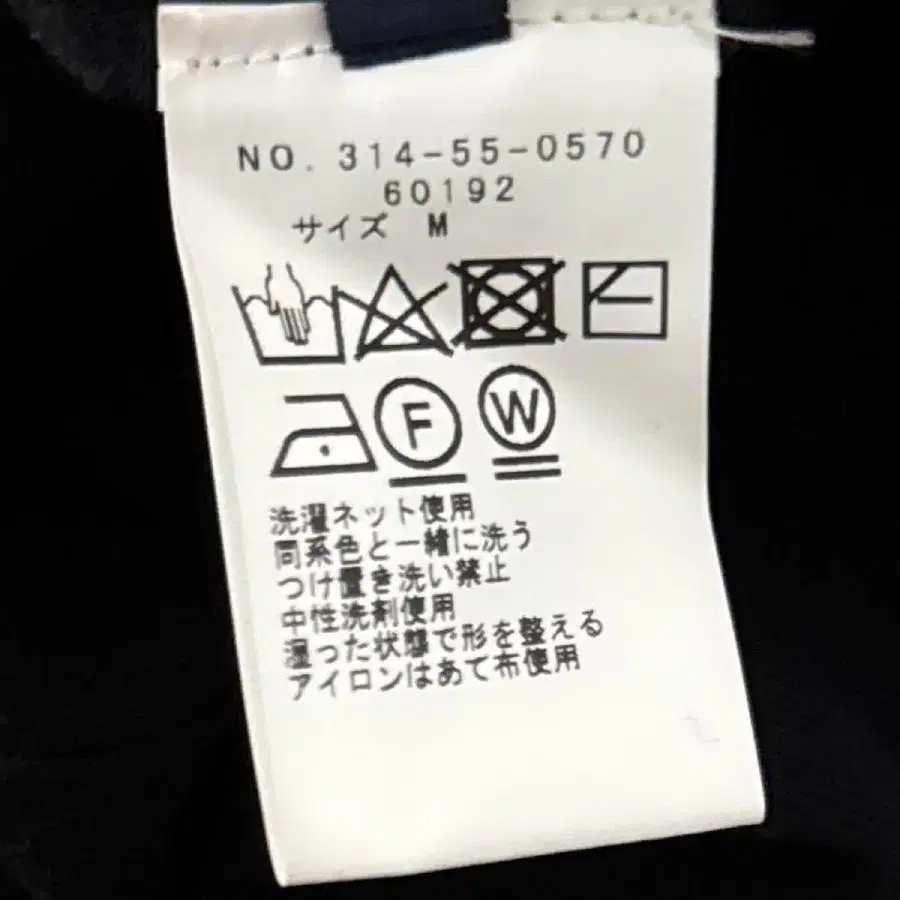 NO. 314-55-0570
60192
サイズ M
F W
洗濯ネット使用
同系色と一緒に洗う
つけ置き洗い禁止
中性洗剤使用
湿った状態で形を整える
アイロンはあて布使用